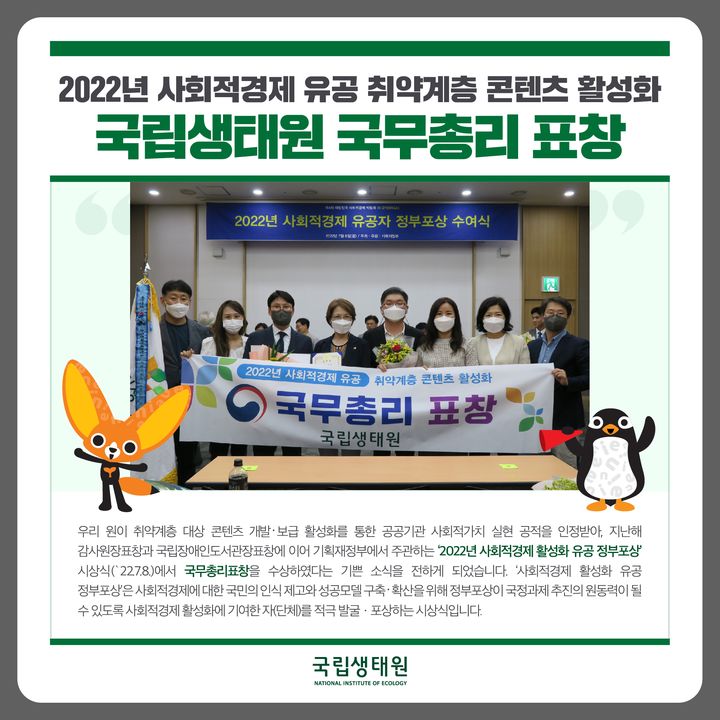 2022년 사회적경제 유공 취약계층 콘텐츠 활성화
국립생태원 국무총리 표창
2022년 사회적경제 유공자 정부포상 수여식
2022년 사회적경제 유공 취약계층 콘텐츠 활성화
국무총리 표창
국립생태원
우리 원이 취약계층 대상 콘텐츠 개발·보급 활성화를 통한 공공기관 사회적가치 실현 공적을 인정받아, 지난해
감사원장표창과 국립장애인도서관장표창에 이어 기획재정부에서 주관하는 '2022년 사회적경제 활성화 유공 정부포상'
시상식(`22.7.8.)에서 국무총리표창을 수상하였다는 기쁜 소식을 전하게 되었습니다. '사회적경제 활성화 유공
정부포상'은 사회적경제에 대한 국민의 인식 제고와 성공모델 구축·확산을 위해 정부포상이 국정과제 추진의 원동력이 될
수 있도록 사회적경제 활성화에 기여한 자(단체)를 적극 발굴 · 포상하는 시상식입니다.
국립생태원
NATIONAL INSTITUTE OF ECOLOGY